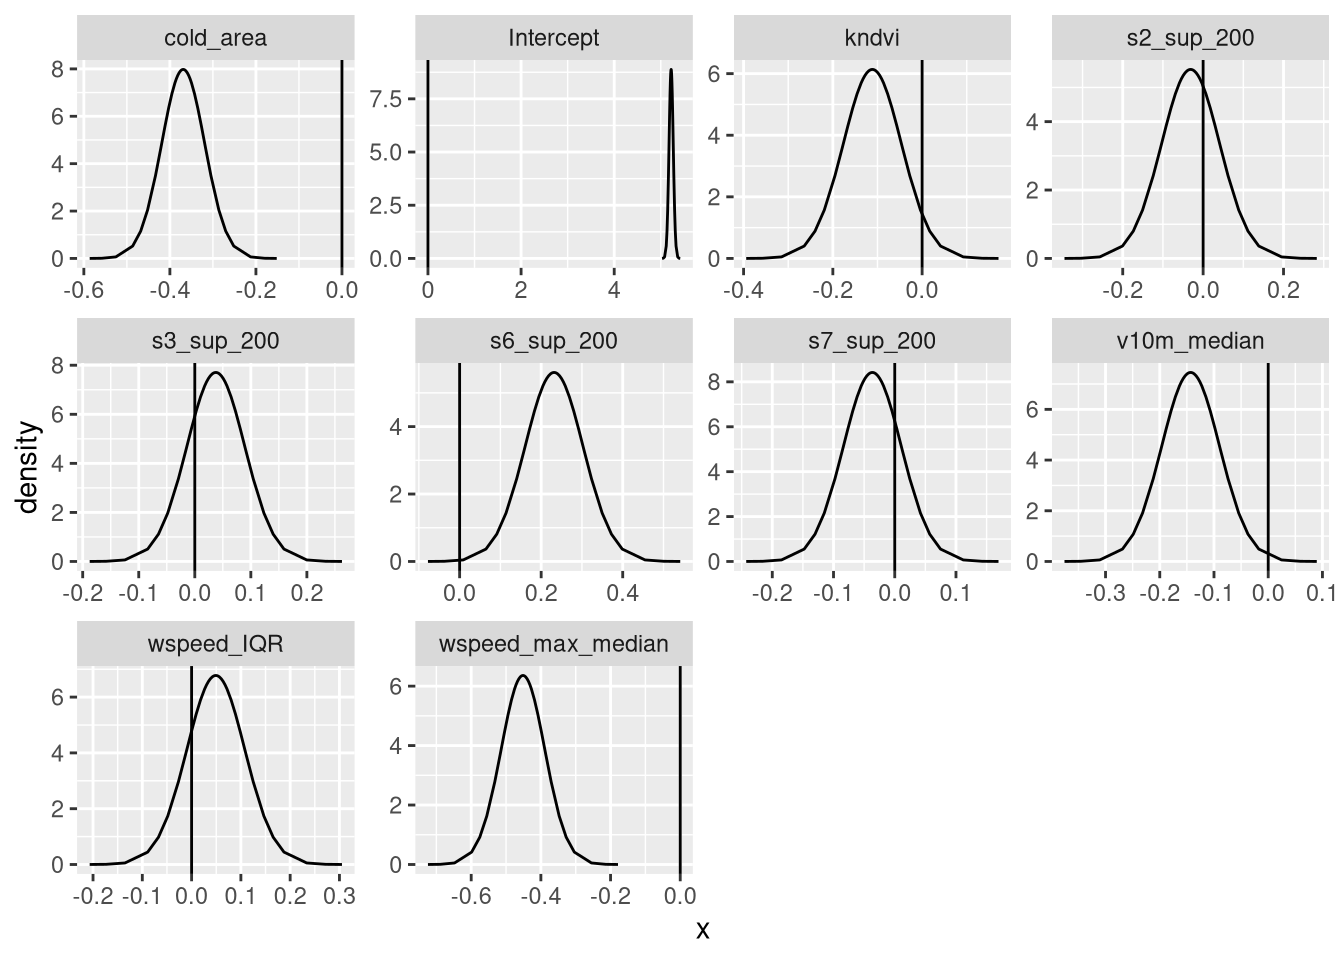 cold_area
Intercept
kndvi
s2_sup_200
8
6
4
2
0
-0.6 -0.4 -0.2 0.0
7.5
5.0
2.5
0.0
0 2 4
6
4
2
0
-0.4 -0.2 0.0
4
2
0
-0.2 0.0 0.2
s3_sup_200
s6_sup_200
s7_sup_200
v10m_median
8
6
4
2
0
-0.2 -0.1 0.0 0.1 0.2
4
2
0
0.0 0.2 0.4
8
6
4
2
0
-0.2 -0.1 0.0 0.1
6
4
2
0
-0.3 -0.2 -0.1 0.0 0.1
density
wspeed_IQR
wspeed_max_median
6
4
2
0
-0.2 -0.1 0.0 0.1 0.2 0.3
6
4
2
0
-0.6 -0.4 -0.2 0.0
x